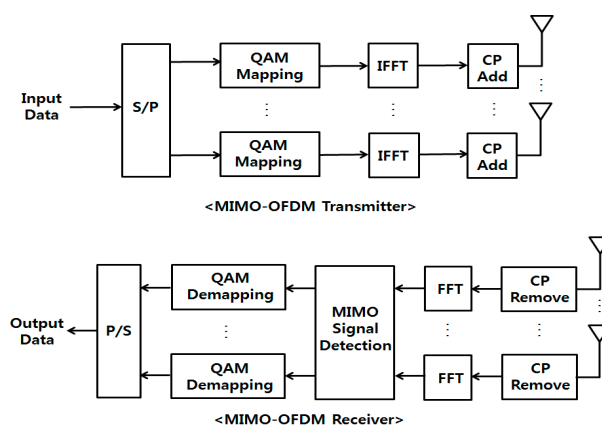 Input
Data
S/P
QAM
Mapping
IFFT
CP
Add
QAM
Mapping
IFFT
CP
Add
<MIMO-OFDM Transmitter>
Output
Data
P/S
QAM
Demapping
MIMO
Signal
Detection
FFT
CP
Remove
QAM
Demapping
FFT
CP
Remove
<MIMO-OFDM Receiver>